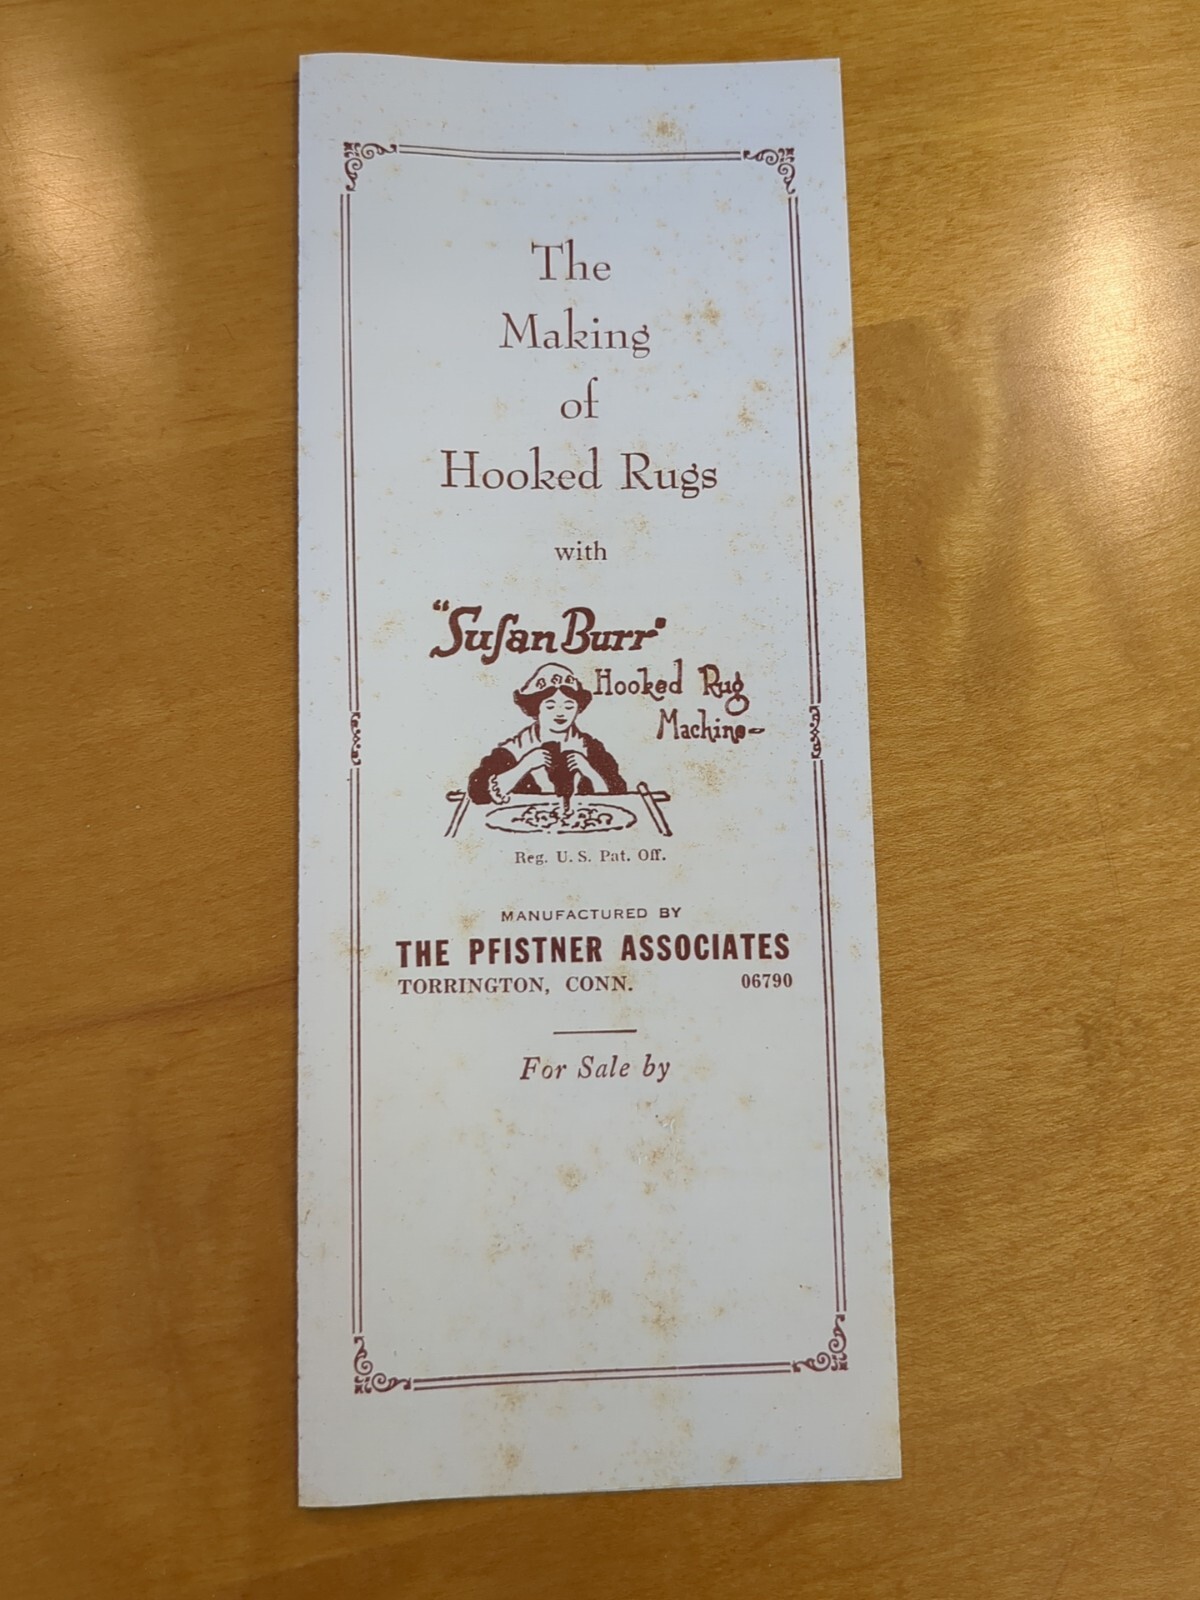 The
Making
of
Hooked Rugs
with
"Suſan Burr"
Hooked Rug
Machine
Reg. U. S. Pat. Off.
MANUFACTURED BY
THE PFISTNER ASSOCIATES
TORRINGTON, CONN. 06790
For Sale by